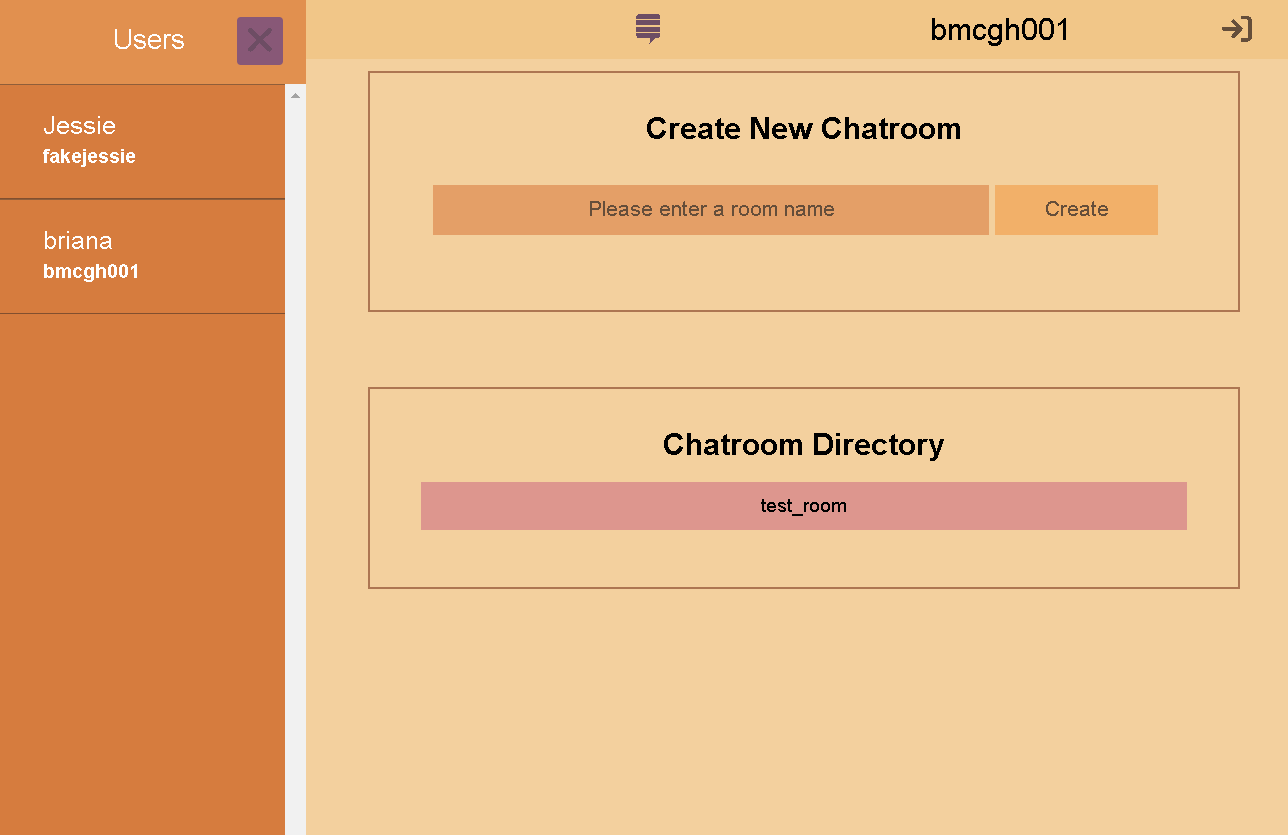 Users
bmcgh001
Jessie
fakejessie
briana
bmcgh001
Create New Chatroom
Please enter a room name
Create
Chatroom Directory
test_room